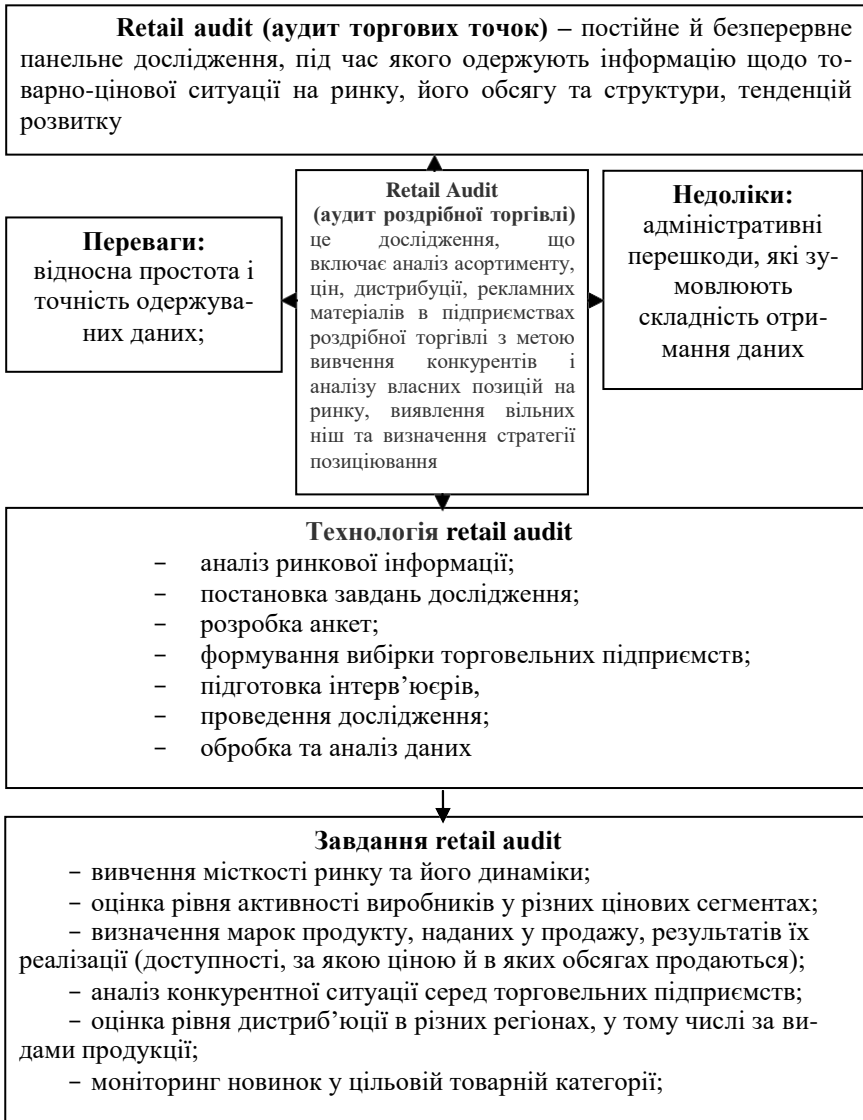 Retail audit (аудит торгових точок) – постійне й безперервне
панельне дослідження, під час якого одержують інформацію щодо то-
варно-цінової ситуації на ринку, його обсягу та структури, тенденцій
розвитку
Переваги:
відносна простота і
точність одержува-
них даних;
Retail Audit
(аудит роздрібної торгівлі)
це дослідження, що
включає аналіз асортименту,
цін, дистрибуції, рекламних
матеріалів в підприємствах
роздрібної торгівлі з метою
вивчення конкурентів і
аналізу власних позицій на
ринку, виявлення вільних
ніш та визначення стратегії
позиціювання
Недоліки:
адміністративні
перешкоди, які зу-
мовлюють
складність отри-
мання даних
Технологія retail audit
− аналіз ринкової інформації;
− постановка завдань дослідження;
− розробка анкет;
− формування вибірки торговельних підприємств;
− підготовка інтерв’юєрів,
− проведення дослідження;
− обробка та аналіз даних
Завдання retail audit
− вивчення місткості ринку та його динаміки;
− оцінка рівня активності виробників у різних цінових сегментах;
− визначення марок продукту, наданих у продажу, результатів їх
реалізації (доступності, за якою ціною й в яких обсягах продаються);
− аналіз конкурентної ситуації серед торговельних підприємств;
− оцінка рівня дистриб’юції в різних регіонах, у тому числі за ви-
дами продукції;
− моніторинг новинок у цільовій товарній категорії;